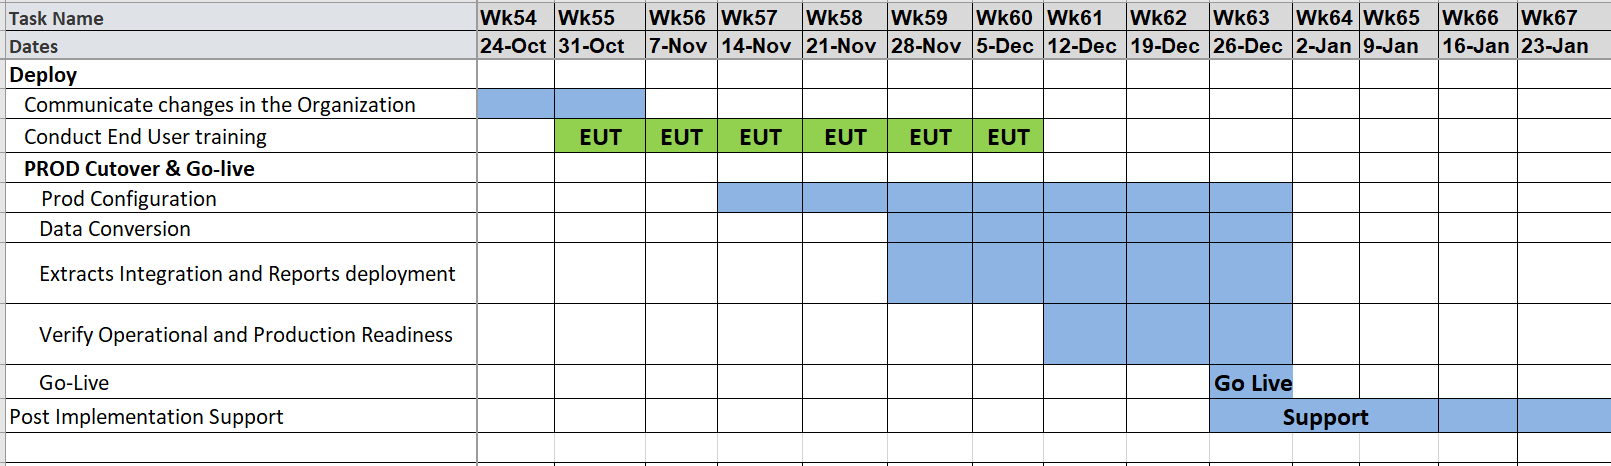 Task Name Wk54 Wk55 Wk56 Wk57 Wk58 Wk59 Wk60 Wk61 Wk62 Wk63 Wk64 Wk65 Wk66 Wk67
Dates 24-Oct 31-Oct 7-Nov 14-Nov 21-Nov 28-Nov 5-Dec 12-Dec 19-Dec 26-Dec 2-Jan 9-Jan 16-Jan 23-Jan
Deploy
Communicate changes in the Organization
Conduct End User training EUT EUT EUT EUT EUT EUT
PROD Cutover & Go-live
Prod Configuration
Data Conversion
Extracts Integration and Reports deployment
Verify Operational and Production Readiness
Go-Live Go Live
Post Implementation Support Support